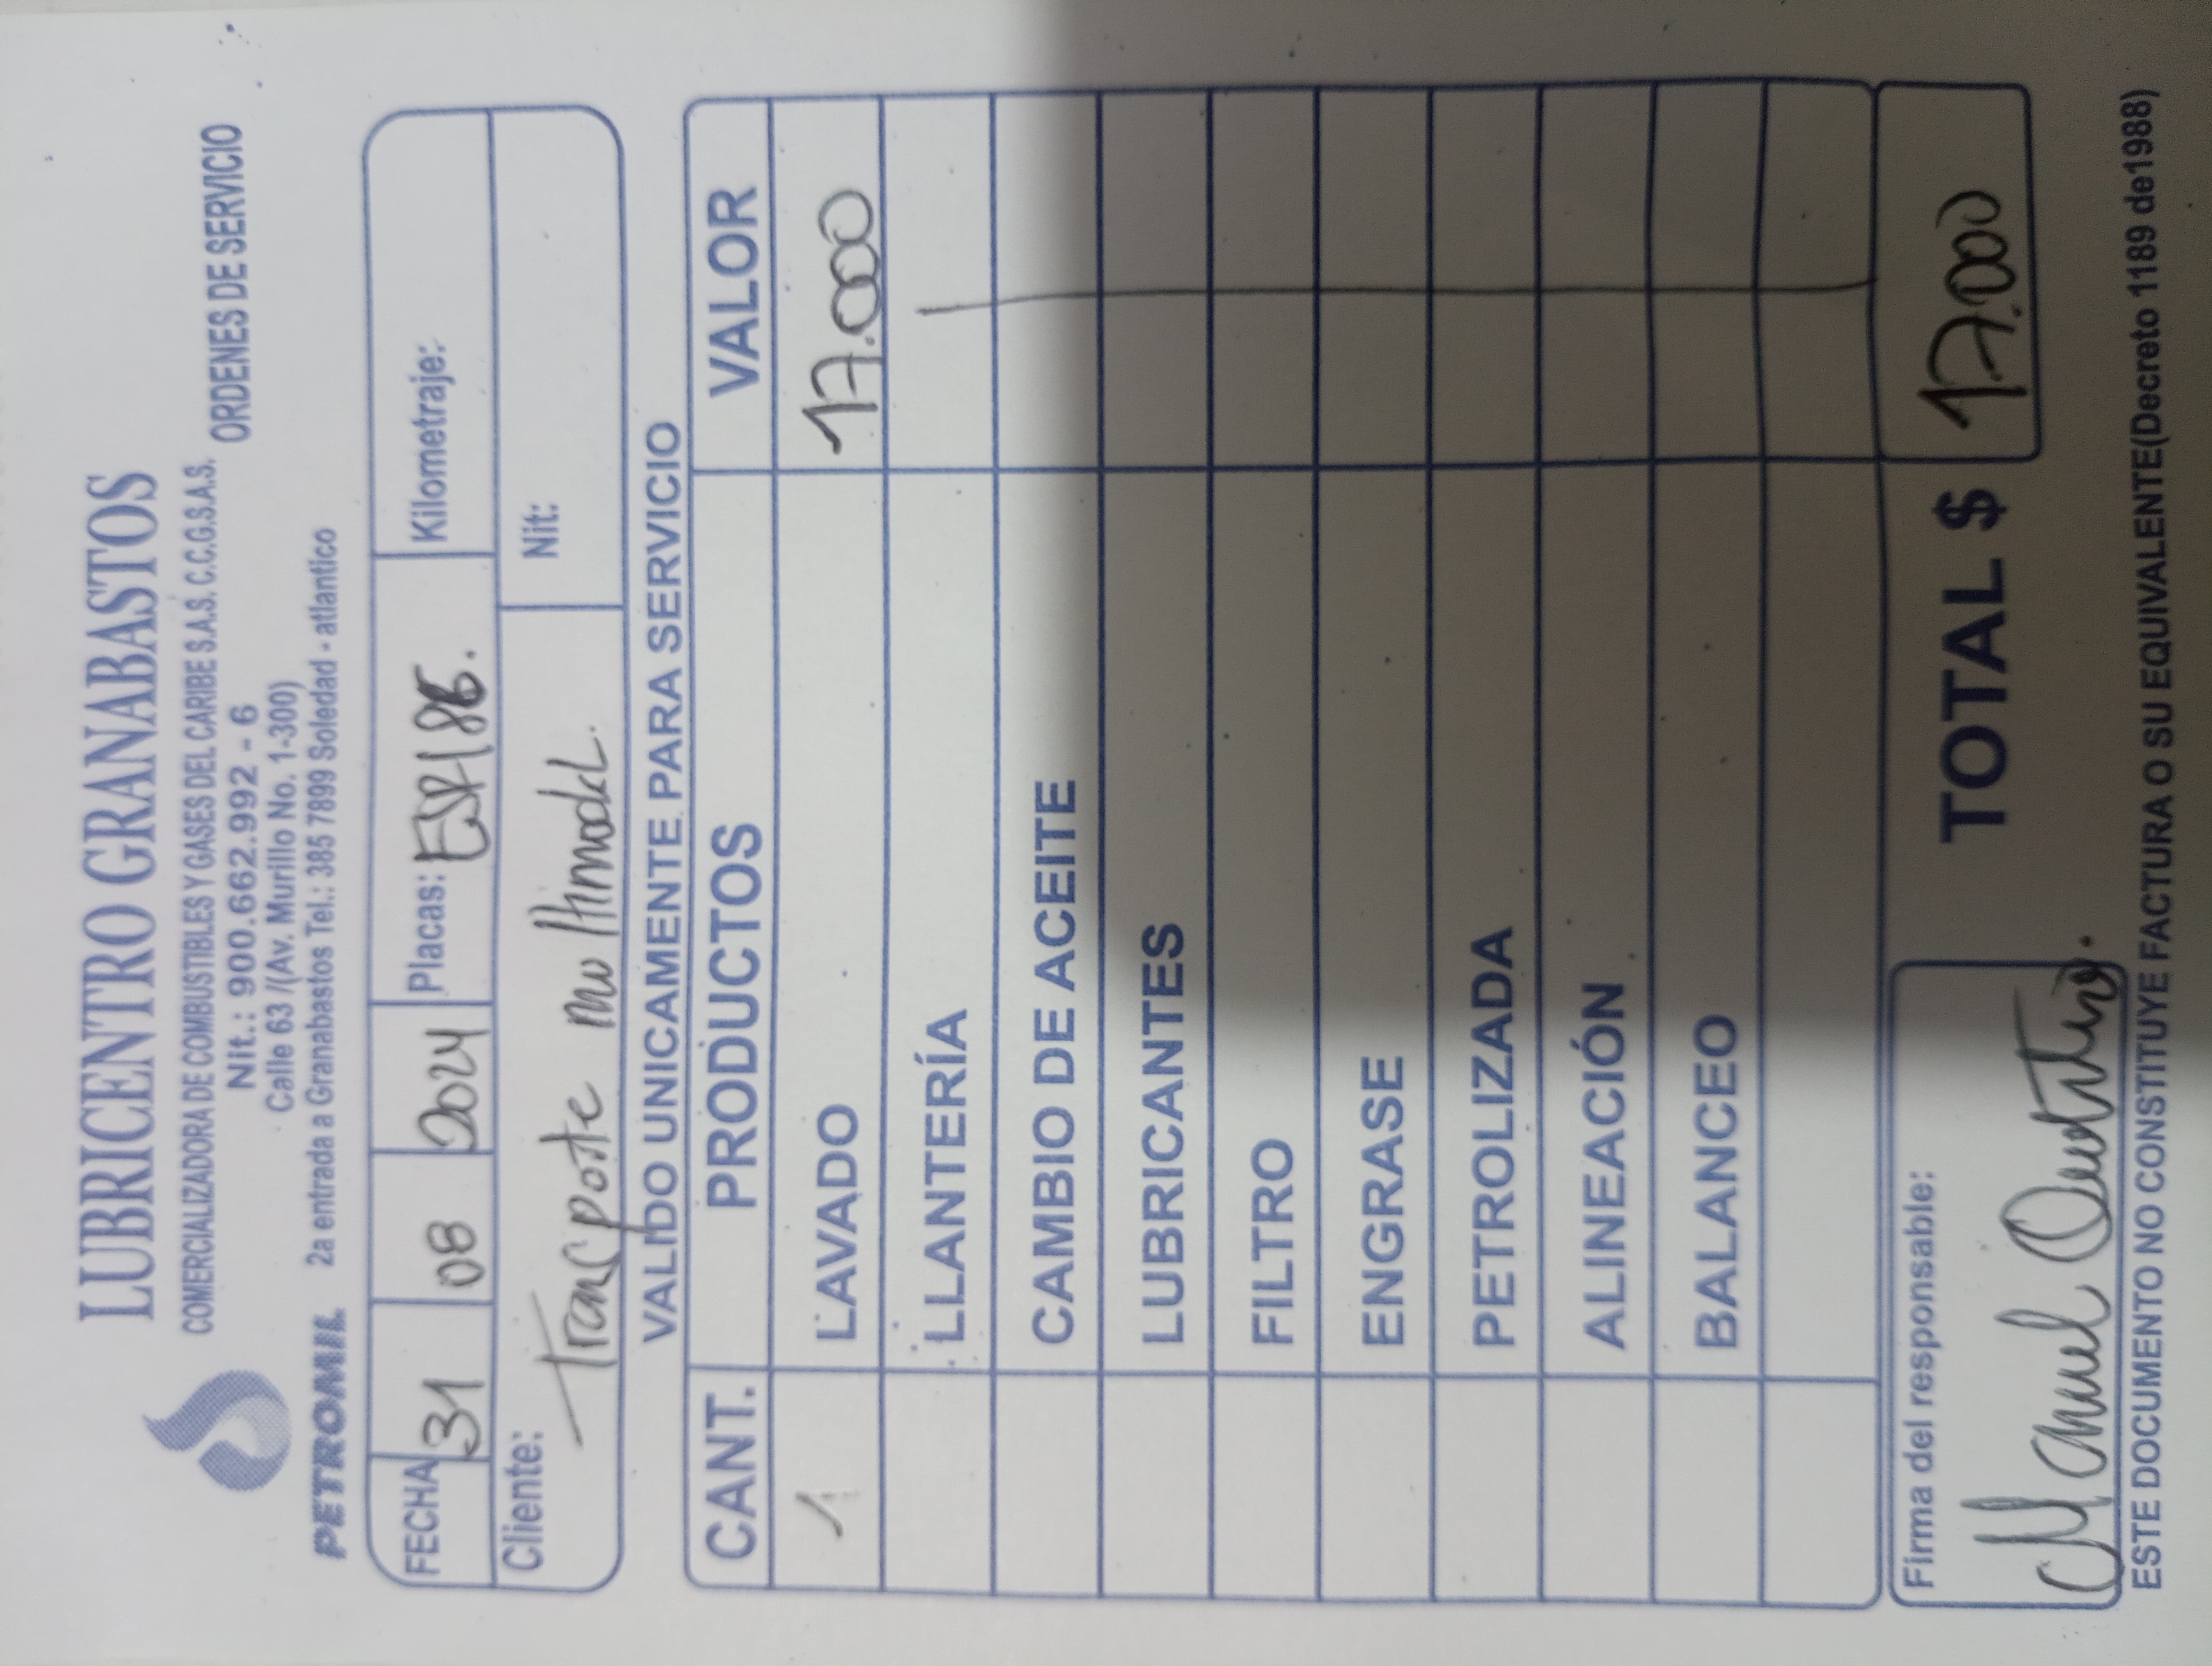 LUBRICENTRO GRANABASTOS
COMERCIALIZADORA DE COMBUSTIBLES Y GASES DEL CARIBE S.A.S. C.C.G.S.A.S.
Nit.: 900.662.992 - 6
ORDENES DE SERVICIO
Calle 63 /(Av. Murillo No. 1-300)
PETROMIL 2a entrada a Granabastos Tel.: 385 7899 Soledad - atlantico
FECHA 31 08 2024 Placas: ESR186. Kilometraje:
Cliente: Transporte multimodal. Nit:
VALIDO UNICAMENTE PARA SERVICIO
CANT. PRODUCTOS VALOR
1 LAVADO 17.000
LLANTERÍA
CAMBIO DE ACEITE
LUBRICANTES
FILTRO
ENGRASE
PETROLIZADA
ALINEACIÓN
BALANCEO
Firma del responsable: TOTAL $ 17.000
Manuel
ESTE DOCUMENTO NO CONSTITUYE FACTURA O SU EQUIVALENTE(Decreto 1189 de1988)